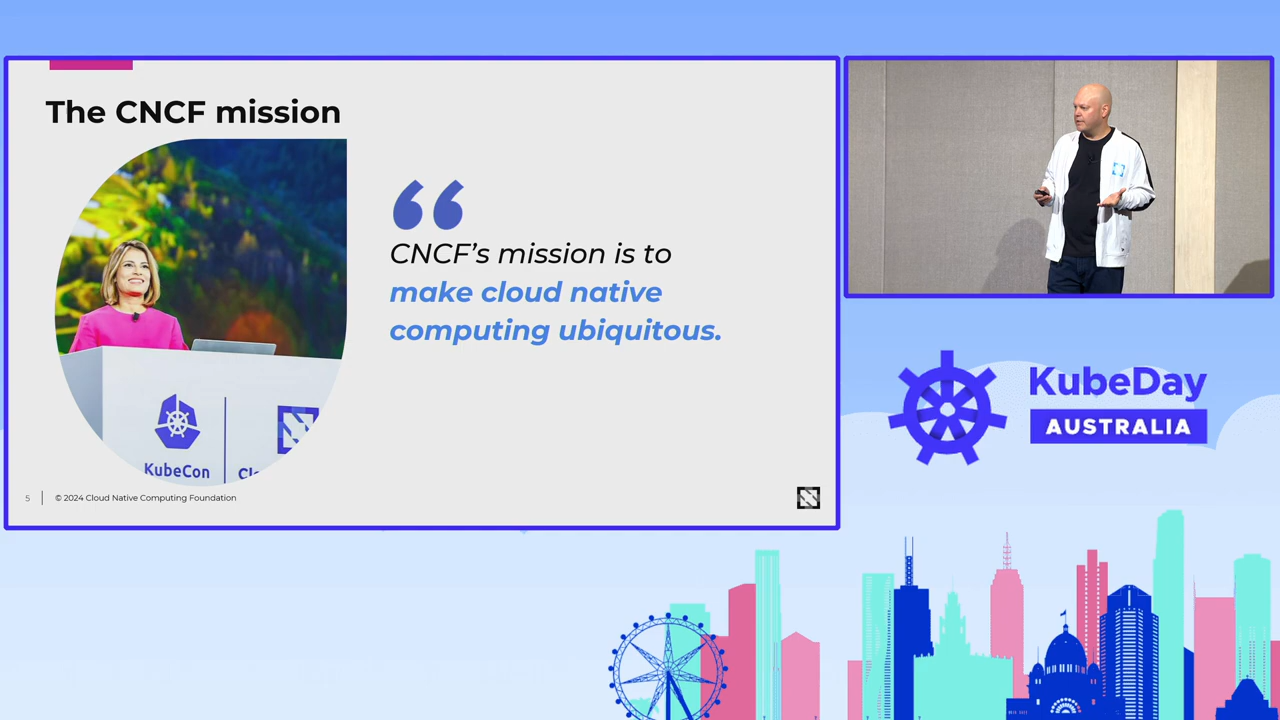 The CNCF mission
CNCF’s mission is to
make cloud native
computing ubiquitous.
KubeCon
5
© 2024 Cloud Native Computing Foundation
KubeDay
AUSTRALIA